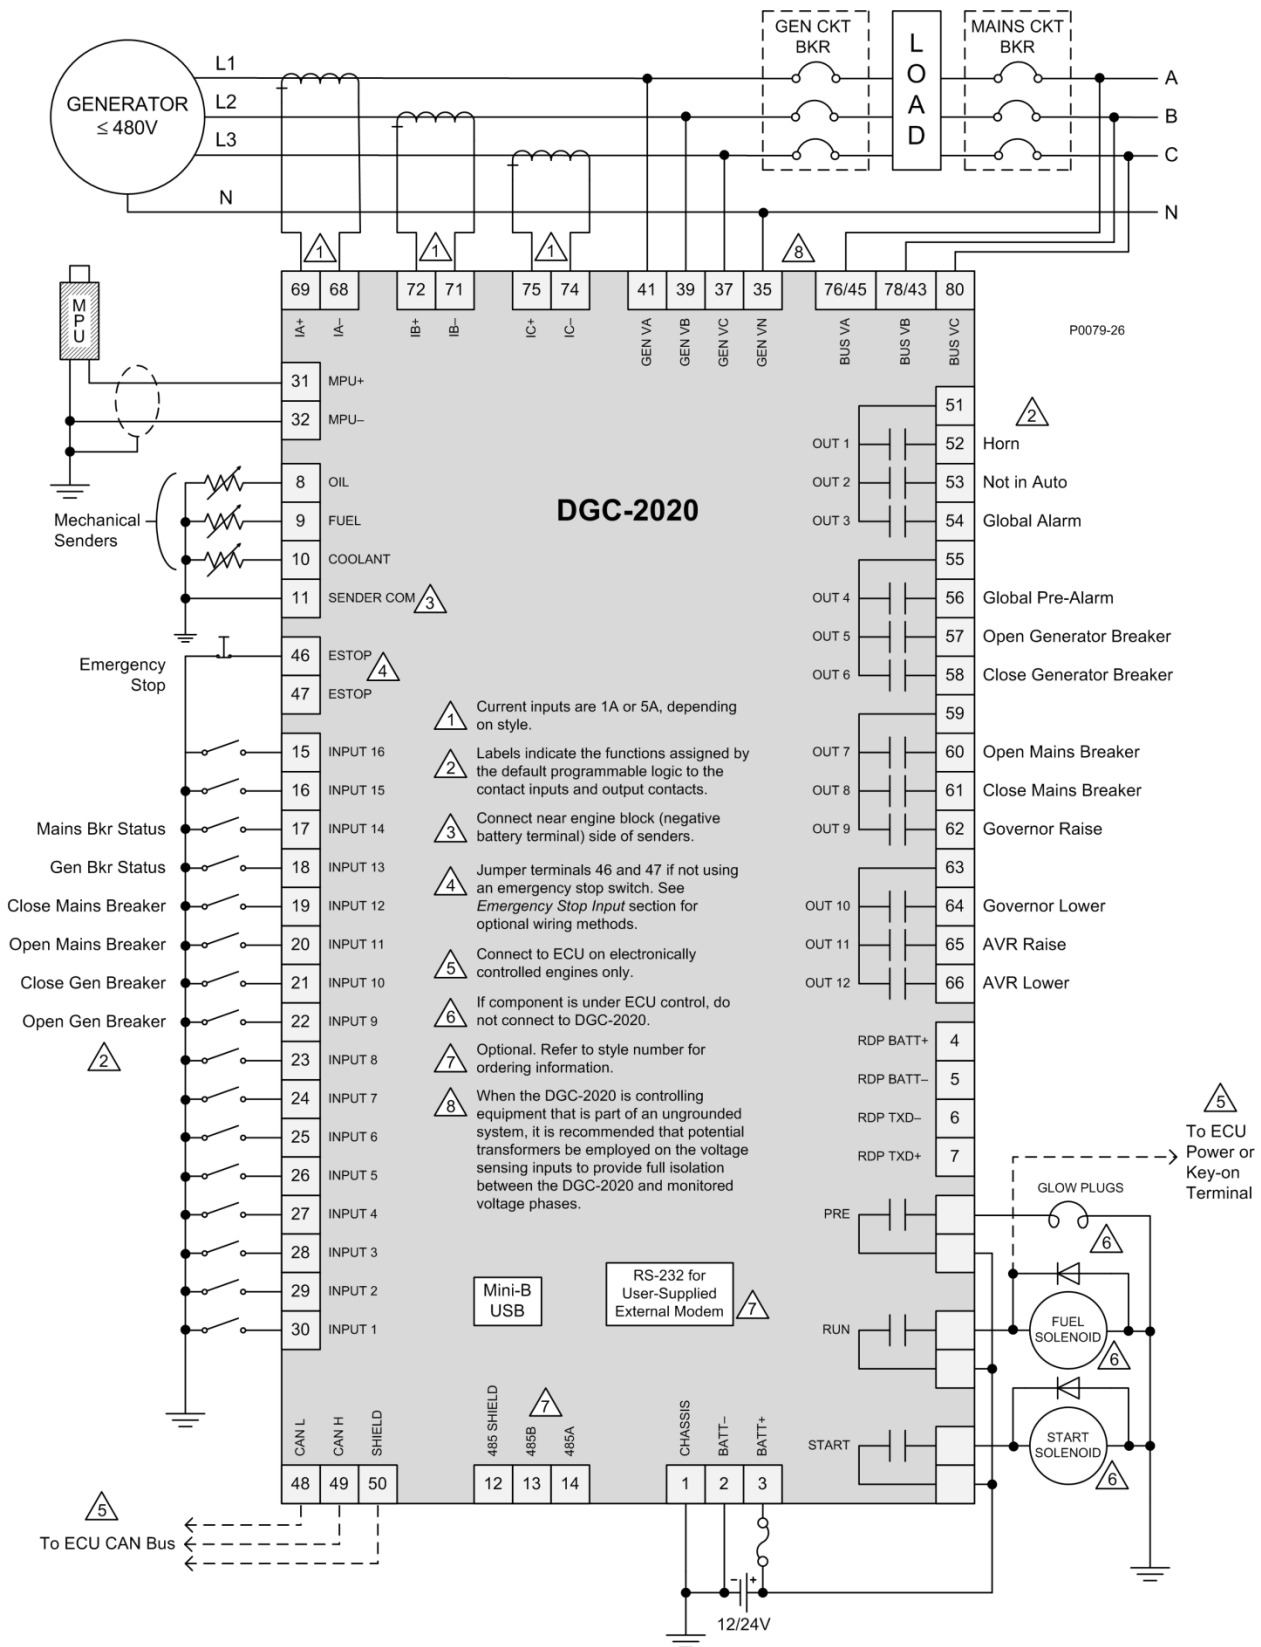 GEN CKT
BKR
LOAD
MAINS CKT
BKR
L1
A
GENERATOR
≤ 480V
L2
B
L3
C
N
N
1
1
1
8
69
68
72
71
75
74
41
39
37
35
76/45
78/43
80
IA+
IA–
IB+
IB–
IC+
IC–
GEN VA
GEN VB
GEN VC
GEN VN
BUS VA
BUS VB
BUS VC
P0079-26
MPU
31 MPU+
32 MPU–
Mechanical
Senders
8 OIL
9 FUEL
10 COOLANT
11 SENDER COM
3
Emergency
Stop
46 ESTOP
4
47 ESTOP
15 INPUT 16
16 INPUT 15
Mains Bkr Status 17 INPUT 14
Gen Bkr Status 18 INPUT 13
Close Mains Breaker 19 INPUT 12
Open Mains Breaker 20 INPUT 11
Close Gen Breaker 21 INPUT 10
Open Gen Breaker 22 INPUT 9
2
23 INPUT 8
24 INPUT 7
25 INPUT 6
26 INPUT 5
27 INPUT 4
28 INPUT 3
29 INPUT 2
30 INPUT 1
DGC-2020
1
Current inputs are 1A or 5A, depending
on style.
2
Labels indicate the functions assigned by
the default programmable logic to the
contact inputs and output contacts.
3
Connect near engine block (negative
battery terminal) side of senders.
4
Jumper terminals 46 and 47 if not using
an emergency stop switch. See
Emergency Stop Input section for
optional wiring methods.
5
Connect to ECU on electronically
controlled engines only.
6
If component is under ECU control, do
not connect to DGC-2020.
7
Optional. Refer to style number for
ordering information.
8
When the DGC-2020 is controlling
equipment that is part of an ungrounded
system, it is recommended that potential
transformers be employed on the voltage
sensing inputs to provide full isolation
between the DGC-2020 and monitored
voltage phases.
51
2
OUT 1 52 Horn
OUT 2 53 Not in Auto
OUT 3 54 Global Alarm
55
OUT 4 56 Global Pre-Alarm
OUT 5 57 Open Generator Breaker
OUT 6 58 Close Generator Breaker
59
OUT 7 60 Open Mains Breaker
OUT 8 61 Close Mains Breaker
OUT 9 62 Governor Raise
63
OUT 10 64 Governor Lower
OUT 11 65 AVR Raise
OUT 12 66 AVR Lower
RDP BATT+ 4
RDP BATT– 5
RDP TXD– 6
RDP TXD+ 7
5
To ECU
Power or
Key-on
Terminal
PRE
GLOW PLUGS
6
RUN
FUEL
SOLENOID
6
START
START
SOLENOID
6
Mini-B
USB
RS-232 for
User-Supplied
External Modem
7
7
CAN L
CAN H
SHIELD
485 SHIELD
485B
485A
CHASSIS
BATT–
BATT+
48
49
50
12
13
14
1
2
3
5
To ECU CAN Bus
- +
12/24V